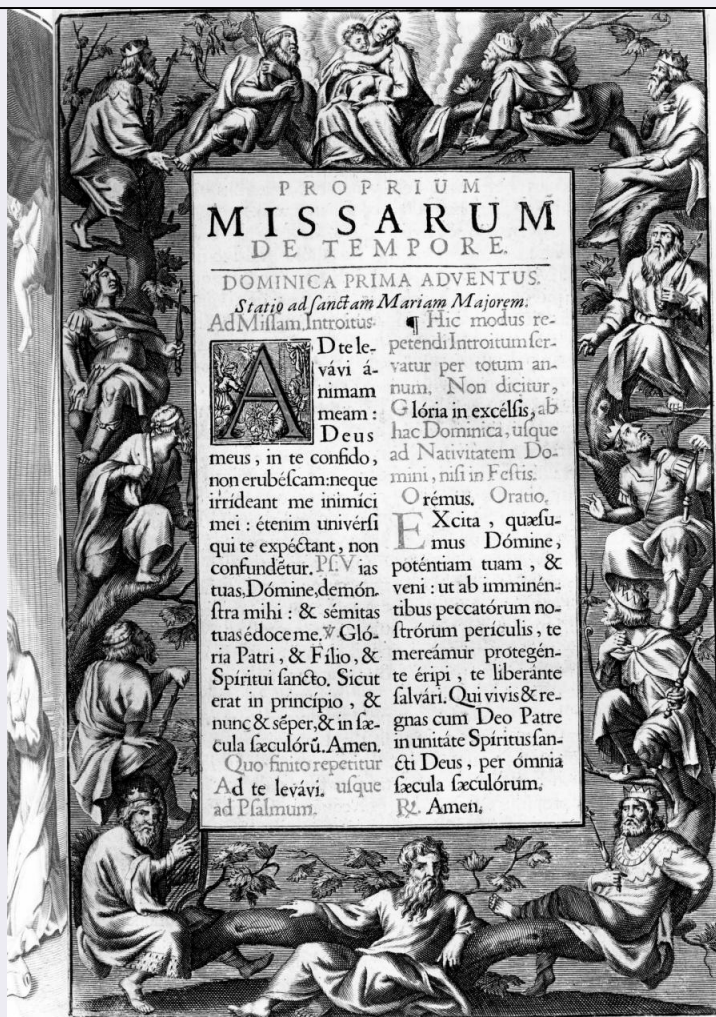 PROPRIUM
MISSARUM
DE TEMPORE.
DOMINICA PRIMA ADVENTUS.
Statio ad ſanctam Mariam Majorem.
Ad Miſſam, Introitus.
AD te le-
vávi á-
nimam
meam :
Deus
meus , in te confido,
non erubéſcam:neque
irrídeant me inimíci
mei : étenim univérſi
qui te expéctant , non
confundẽtur. Pſ. Vias
tuas, Dómine, demón-
ſtra mihi : & sémitas
tuas édoce me. ℣ Gló-
ria Patri , & Fílio , &
Spíritui ſancto. Sicut
erat in princípio , &
nunc & sẽper, & in ſæ-
cula ſæculórũ. Amen.
Quo finito repetitur
Ad te levávi. uſque
ad Pſalmum.
¶ Hic modus re-
petendi Introitum ſer-
vatur per totum an-
num. Non dicitur,
Glória in excélſis, ab
hac Dominica, uſque
ad Nativitatem Do-
mini , niſi in Feſtis.
Orémus. Oratio.
EXcita , quæſu-
mus Dómine,
poténtiam tuam , &
veni : ut ab imminén-
tibus peccatórum no-
ſtrórum perículis , te
mereámur protegén-
te éripi , te liberánte
ſalvári. Qui vivis & re-
gnas cum Deo Patre
in unitáte Spíritus ſan-
cti Deus , per ómnia
ſæcula ſæculórum.
℟. Amen.